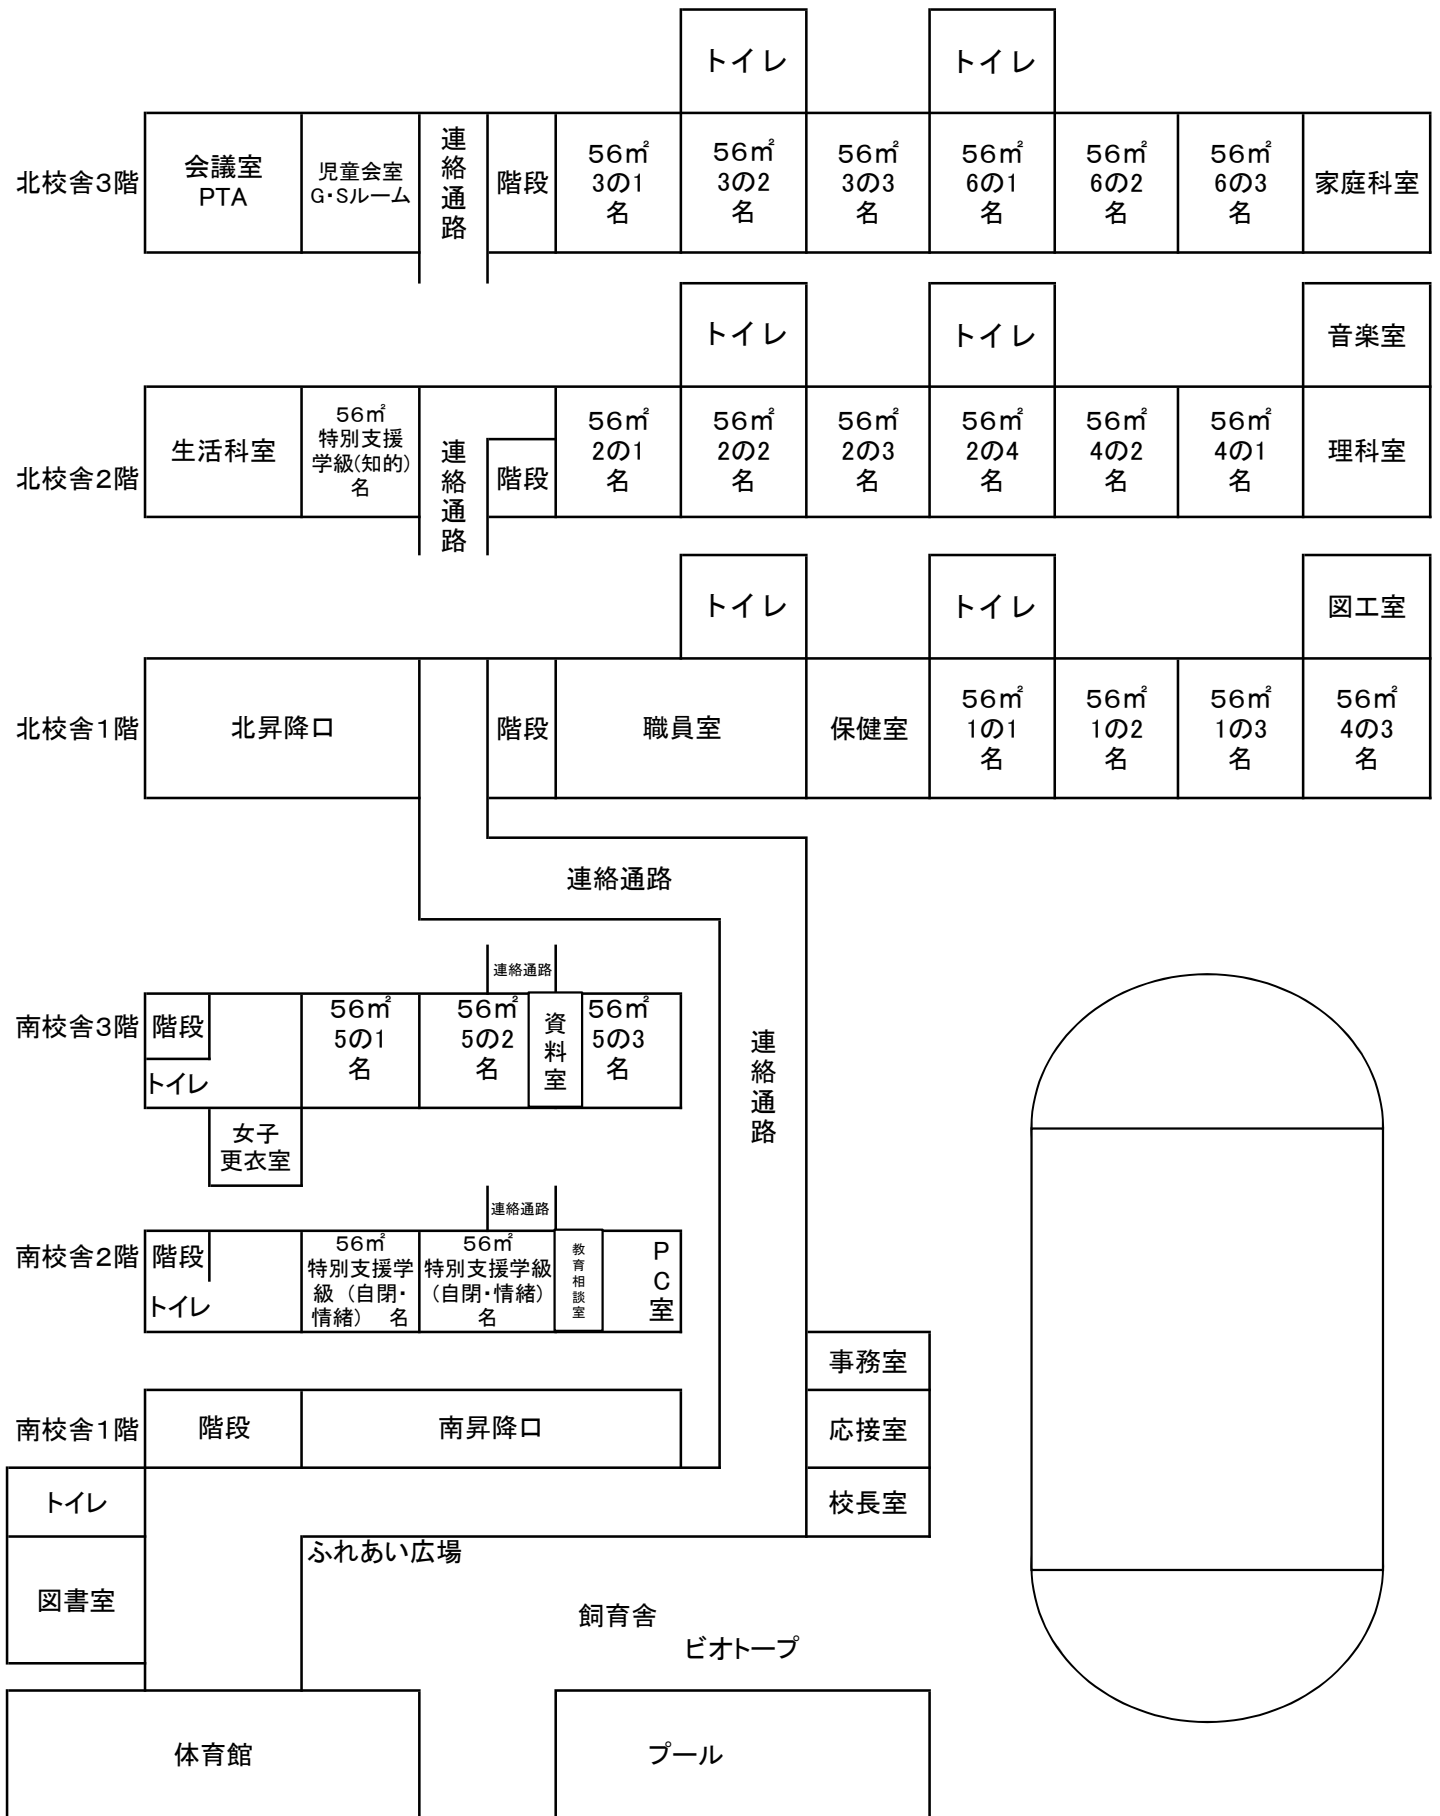 トイレ
トイレ
北校舎3階
会議室
PTA
児童会室
G・Sルーム
連絡通路
階段
56㎡
3の1
名
56㎡
3の2
名
56㎡
3の3
名
56㎡
6の1
名
56㎡
6の2
名
56㎡
6の3
名
家庭科室
トイレ
トイレ
音楽室
北校舎2階
生活科室
56㎡
特別支援
学級(知的)
名
連絡通路
階段
56㎡
2の1
名
56㎡
2の2
名
56㎡
2の3
名
56㎡
2の4
名
56㎡
4の2
名
56㎡
4の1
名
理科室
トイレ
トイレ
図工室
北校舎1階
北昇降口
階段
職員室
保健室
56㎡
1の1
名
56㎡
1の2
名
56㎡
1の3
名
56㎡
4の3
名
連絡通路
連絡通路
南校舎3階
階段
トイレ
56㎡
5の1
名
56㎡
5の2
名
資料室
56㎡
5の3
名
連絡通路
女子
更衣室
連絡通路
南校舎2階
階段
トイレ
56㎡
特別支援学
級（自閉・
情緒）　名
56㎡
特別支援学級
（自閉・情緒）
名
教育相談室
PC室
事務室
南校舎1階
階段
南昇降口
応接室
トイレ
校長室
ふれあい広場
図書室
飼育舎
ビオトープ
体育館
プール